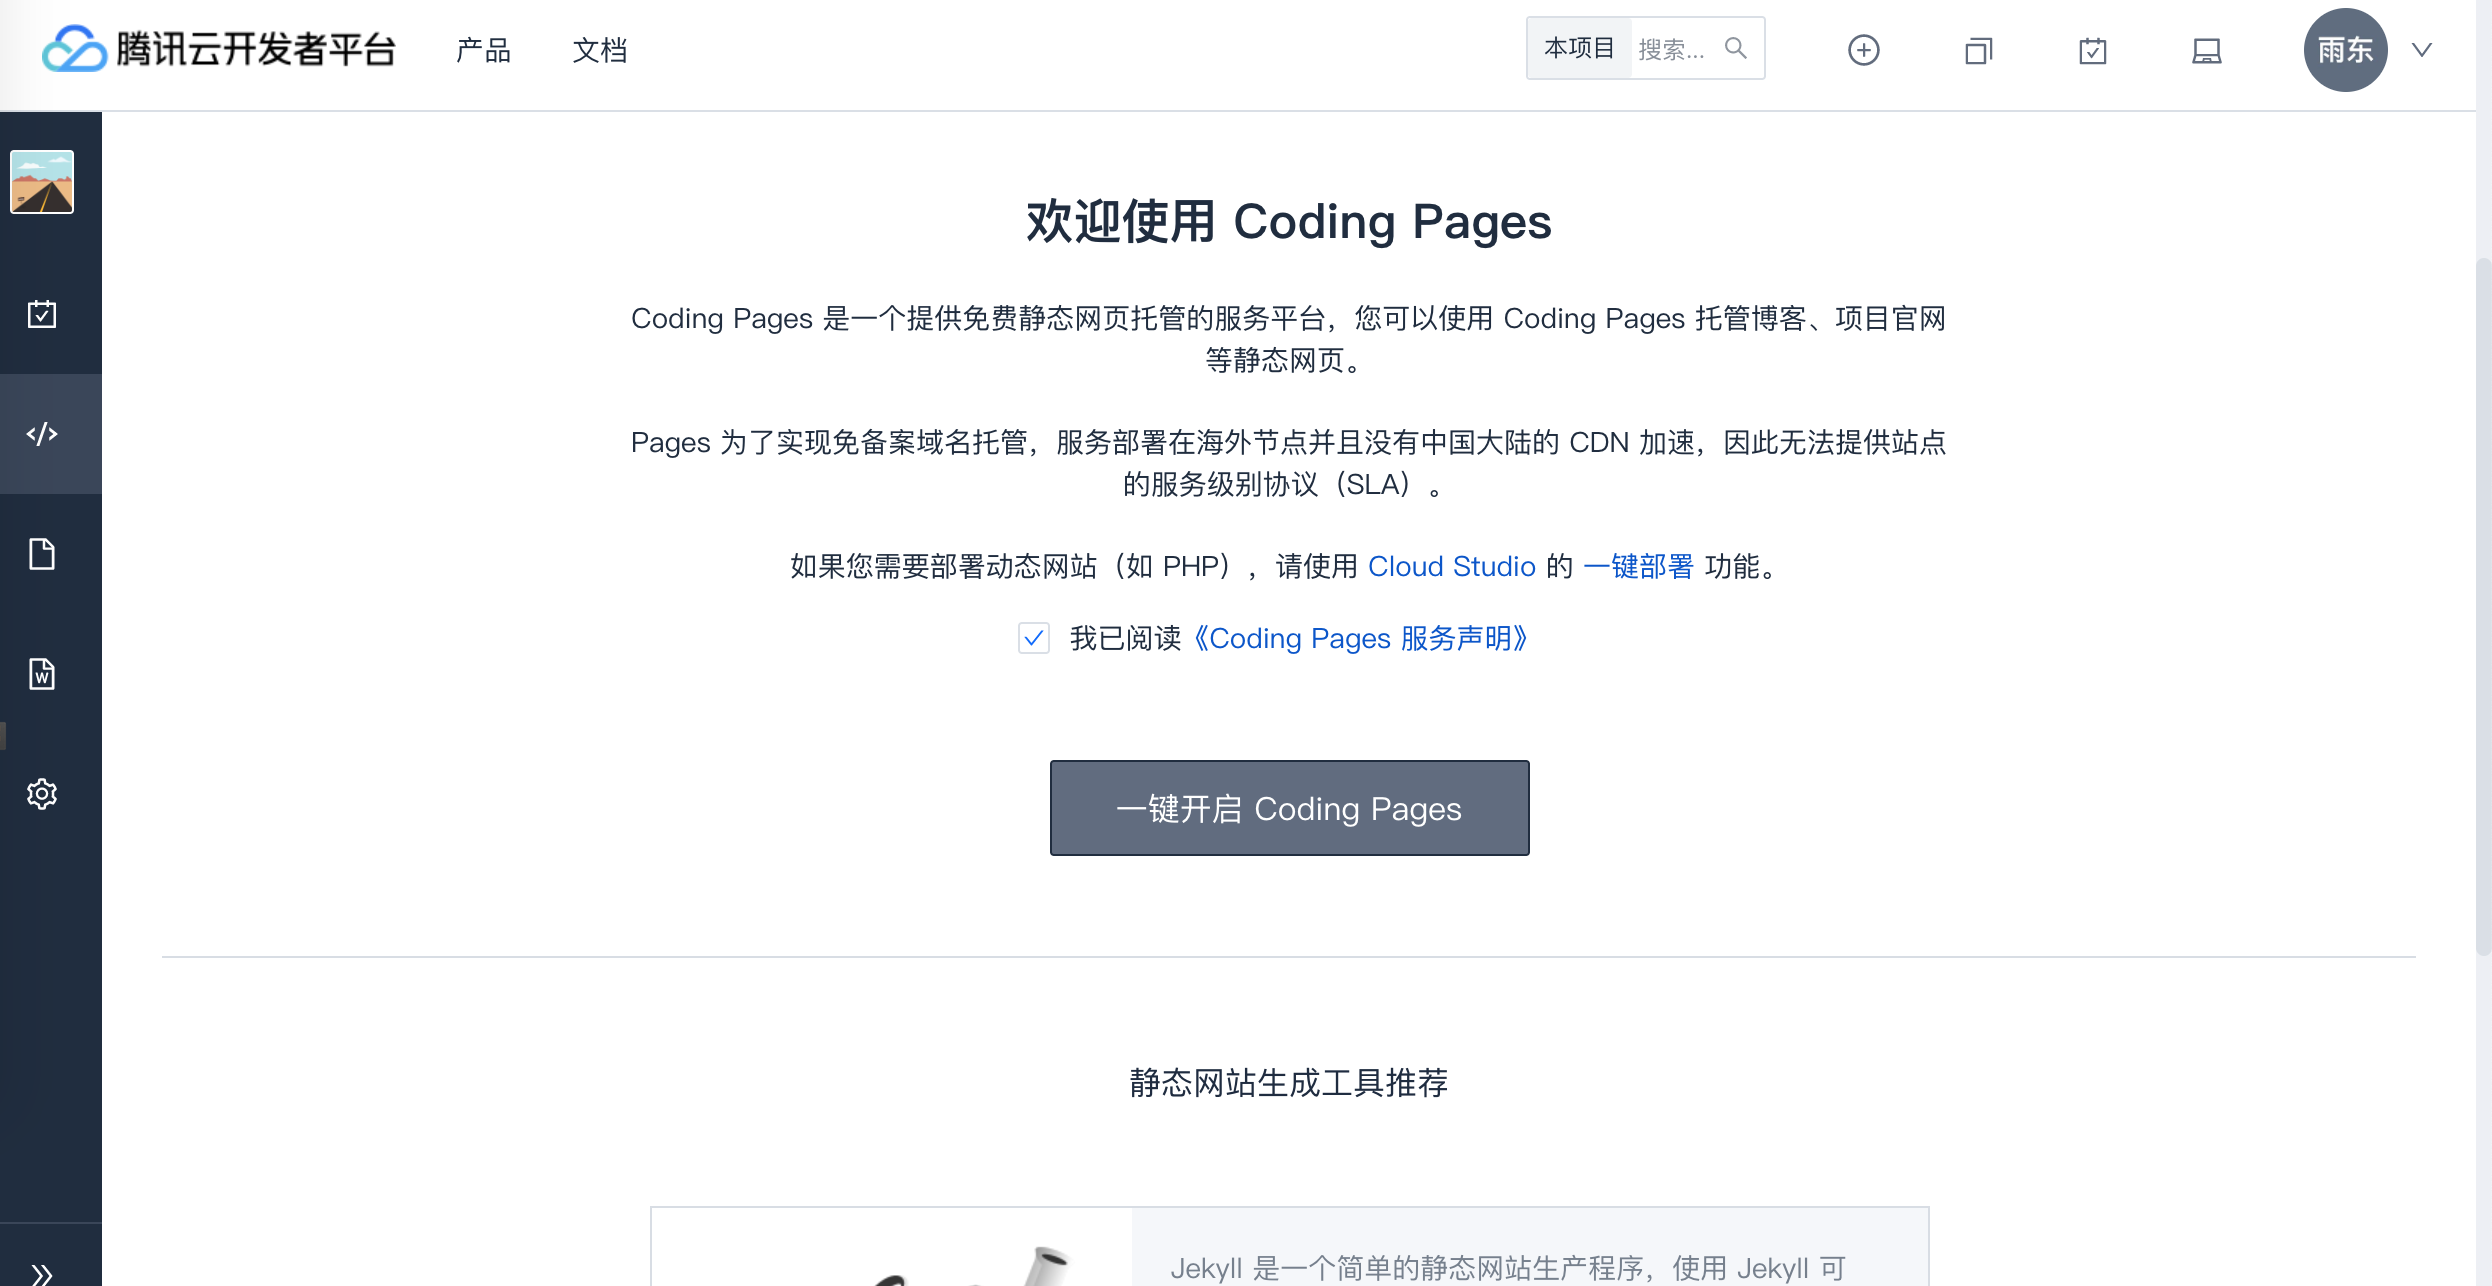 腾讯云开发者平台
产品
文档
本项目
搜索...
雨东
欢迎使用 Coding Pages
Coding Pages 是一个提供免费静态网页托管的服务平台，您可以使用 Coding Pages 托管博客、项目官网
等静态网页。
Pages 为了实现免备案域名托管，服务部署在海外节点并且没有中国大陆的 CDN 加速，因此无法提供站点
的服务级别协议（SLA）。
如果您需要部署动态网站（如 PHP），请使用 Cloud Studio 的 一键部署 功能。
我已阅读《Coding Pages 服务声明》
一键开启 Coding Pages
静态网站生成工具推荐
Jekyll 是一个简单的静态网站生产程序，使用 Jekyll 可